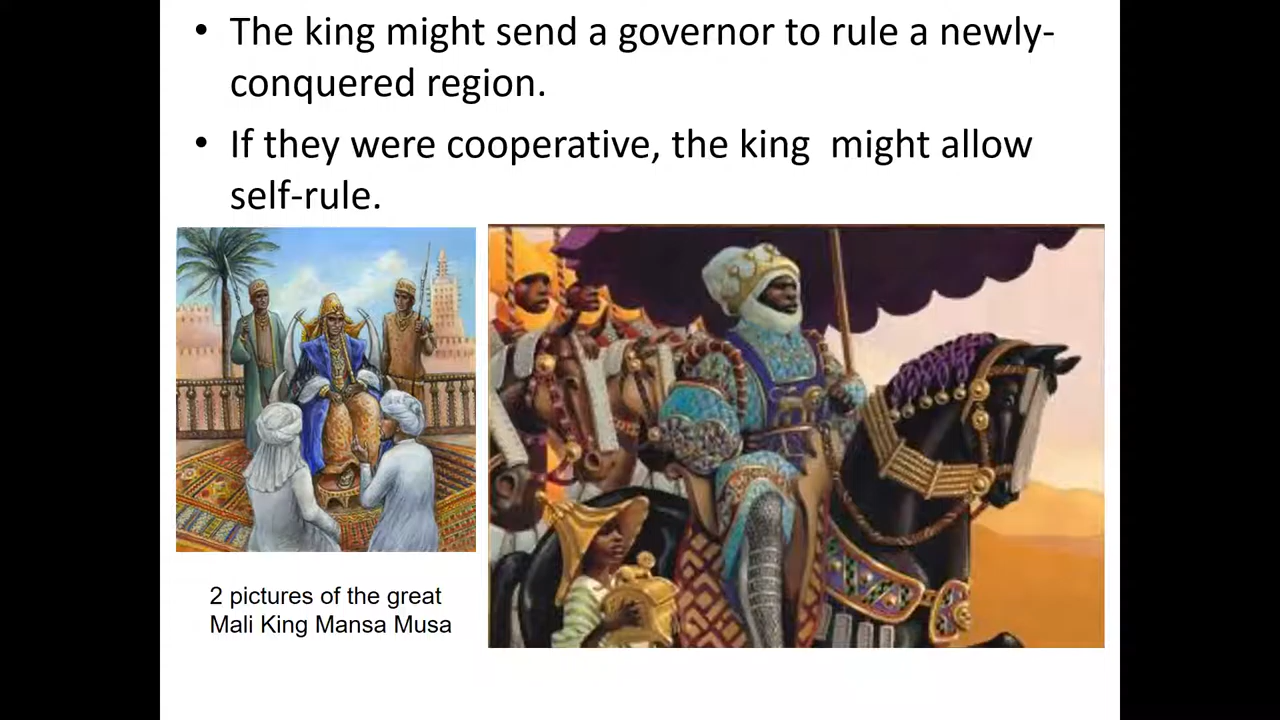 • The king might send a governor to rule a newly-
conquered region.
• If they were cooperative, the king  might allow
self-rule.
2 pictures of the great
Mali King Mansa Musa